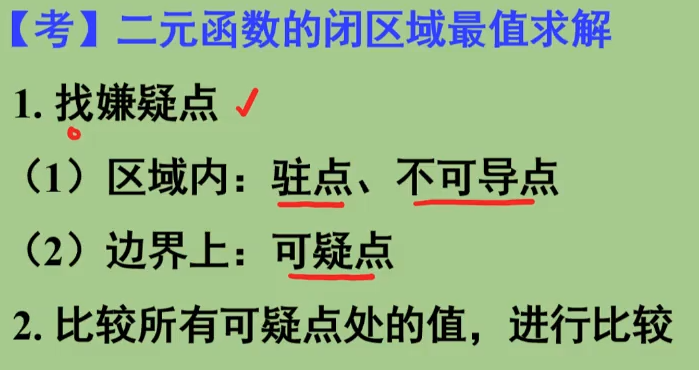 【考】二元函数的闭区域最值求解
1. 找嫌疑点
（1）区域内：驻点、不可导点
（2）边界上：可疑点
2. 比较所有可疑点处的值，进行比较